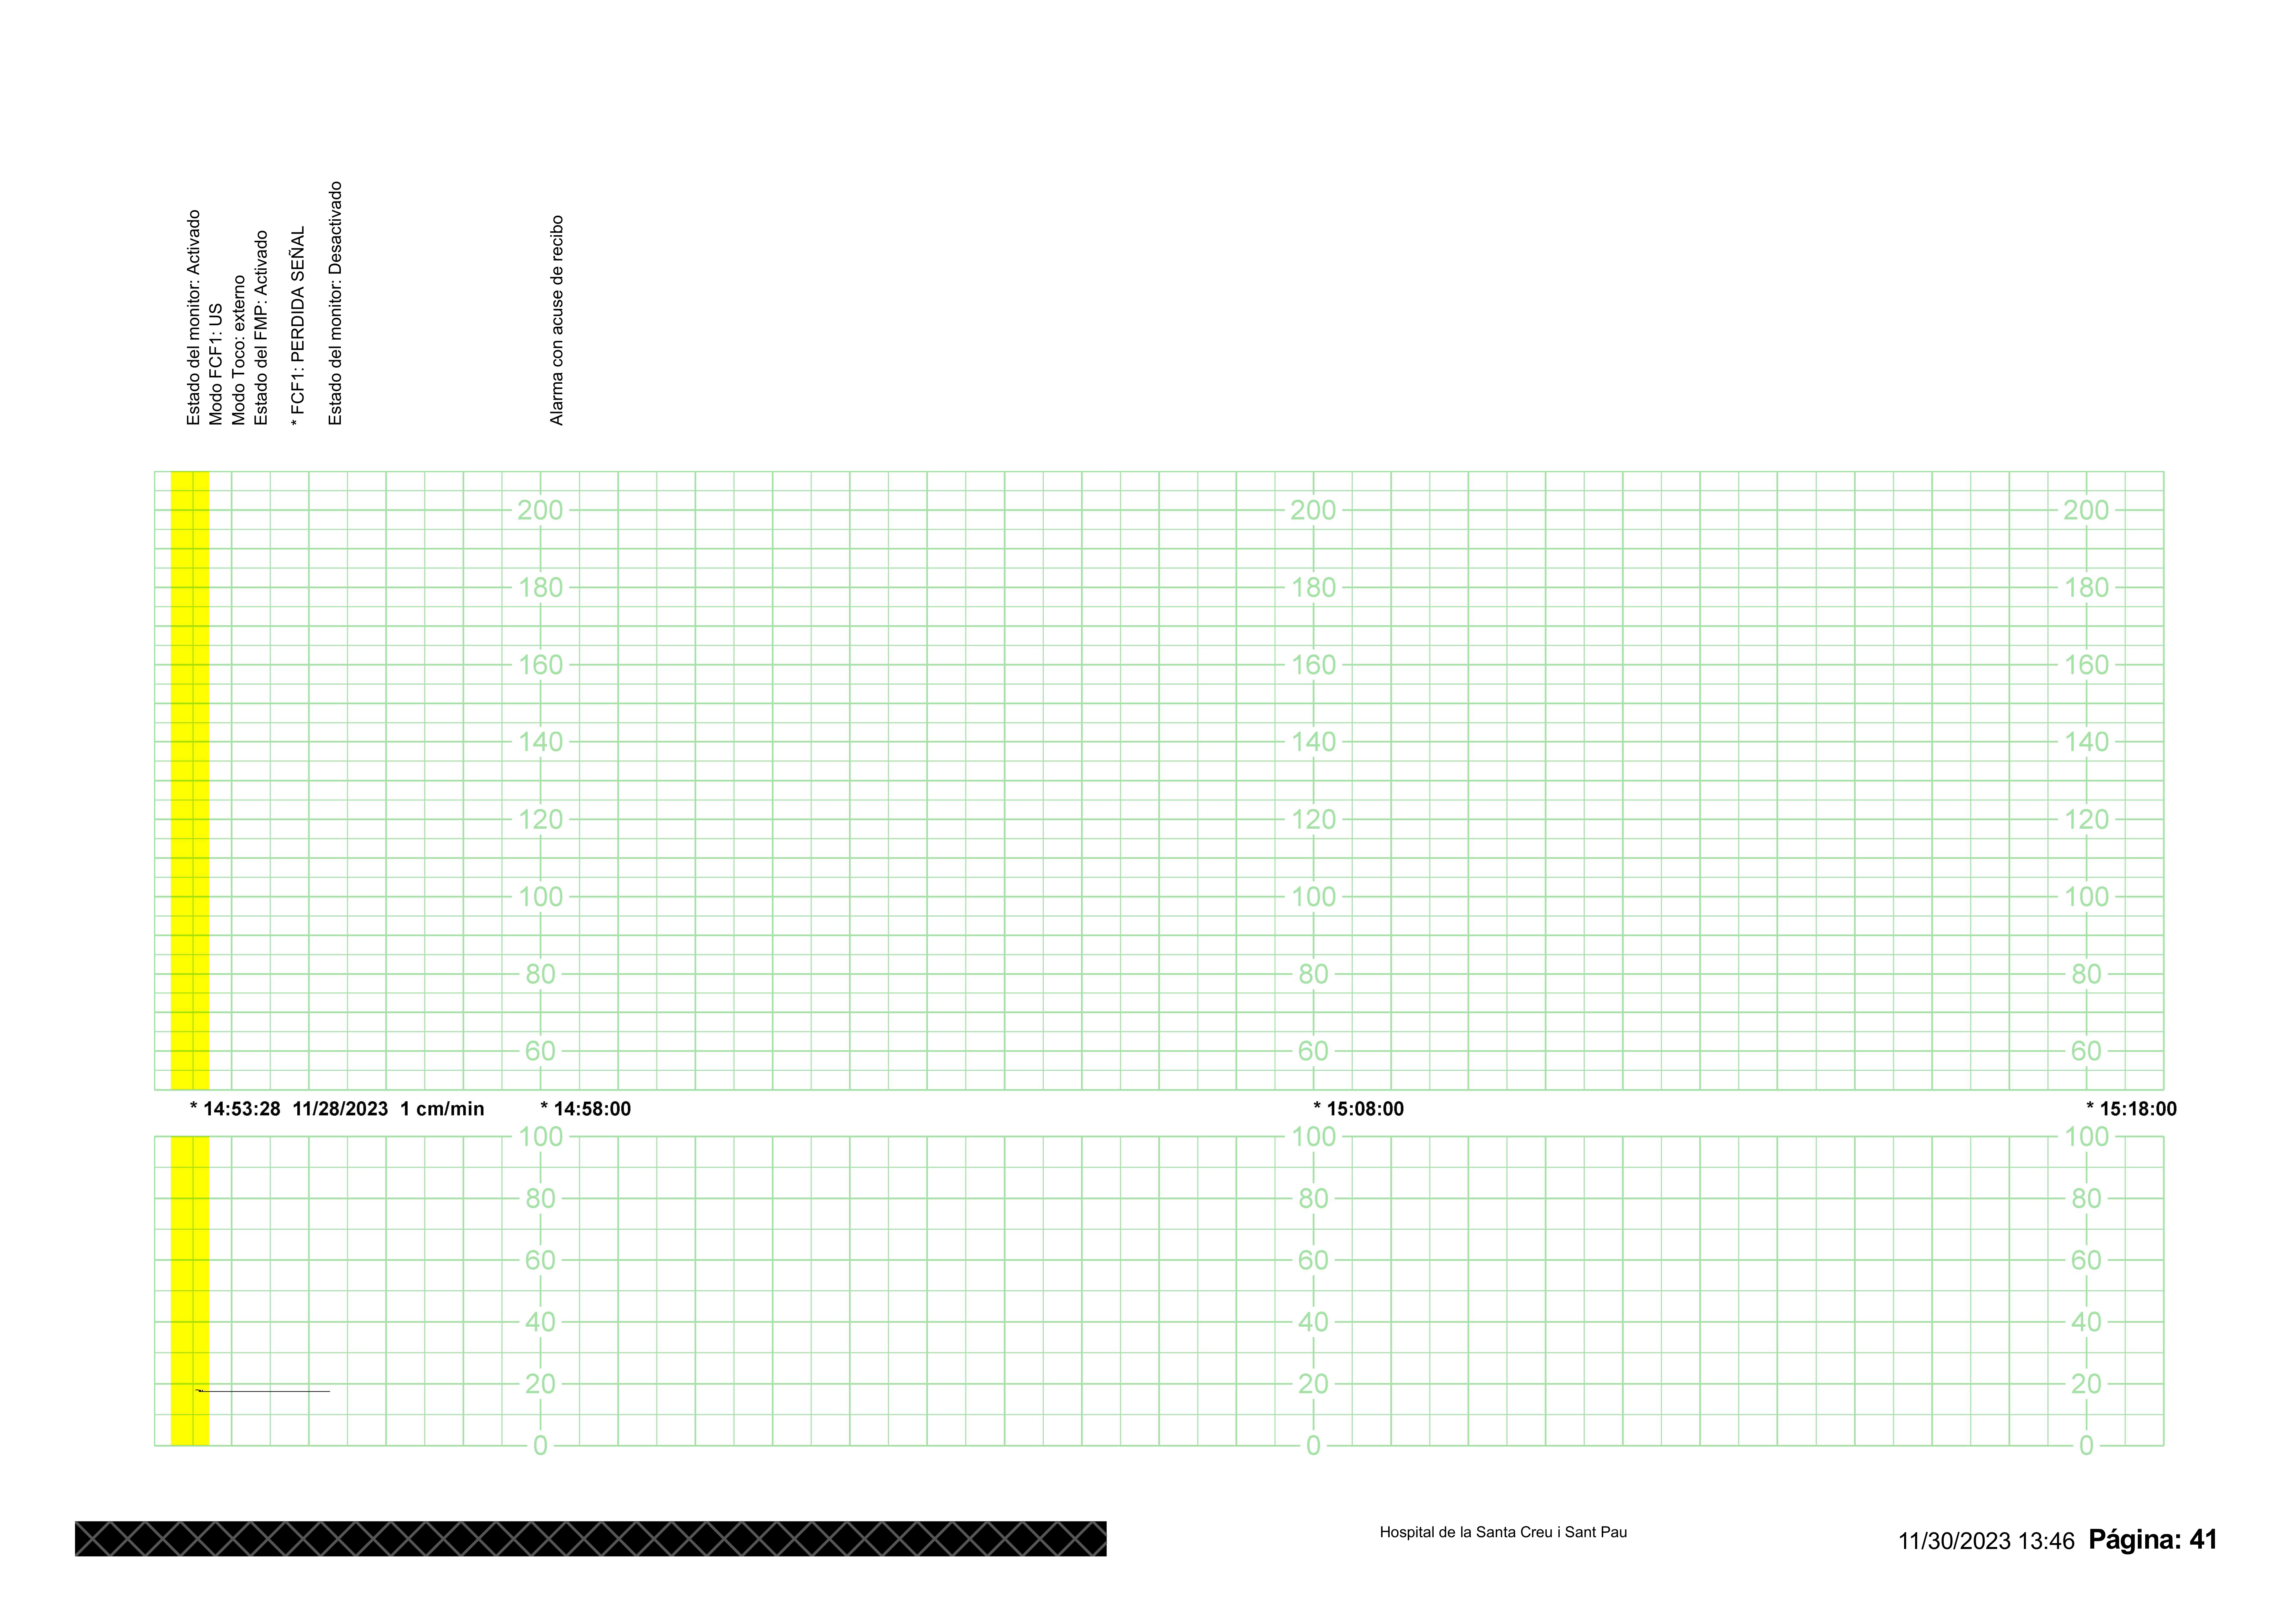 Estado del monitor: Activado
Modo FCF1: US
Modo Toco: externo
Estado del FMP: Activado
* FCF1: PERDIDA SEÑAL
Estado del monitor: Desactivado
Alarma con acuse de recibo
200 200 200
180 180 180
160 160 160
140 140 140
120 120 120
100 100 100
80 80 80
60 60 60
* 14:53:28 11/28/2023 1 cm/min * 14:58:00 * 15:08:00 * 15:18:00
100 100 100
80 80 80
60 60 60
40 40 40
20 20 20
0 0 0
Hospital de la Santa Creu i Sant Pau
11/30/2023 13:46 Página: 41